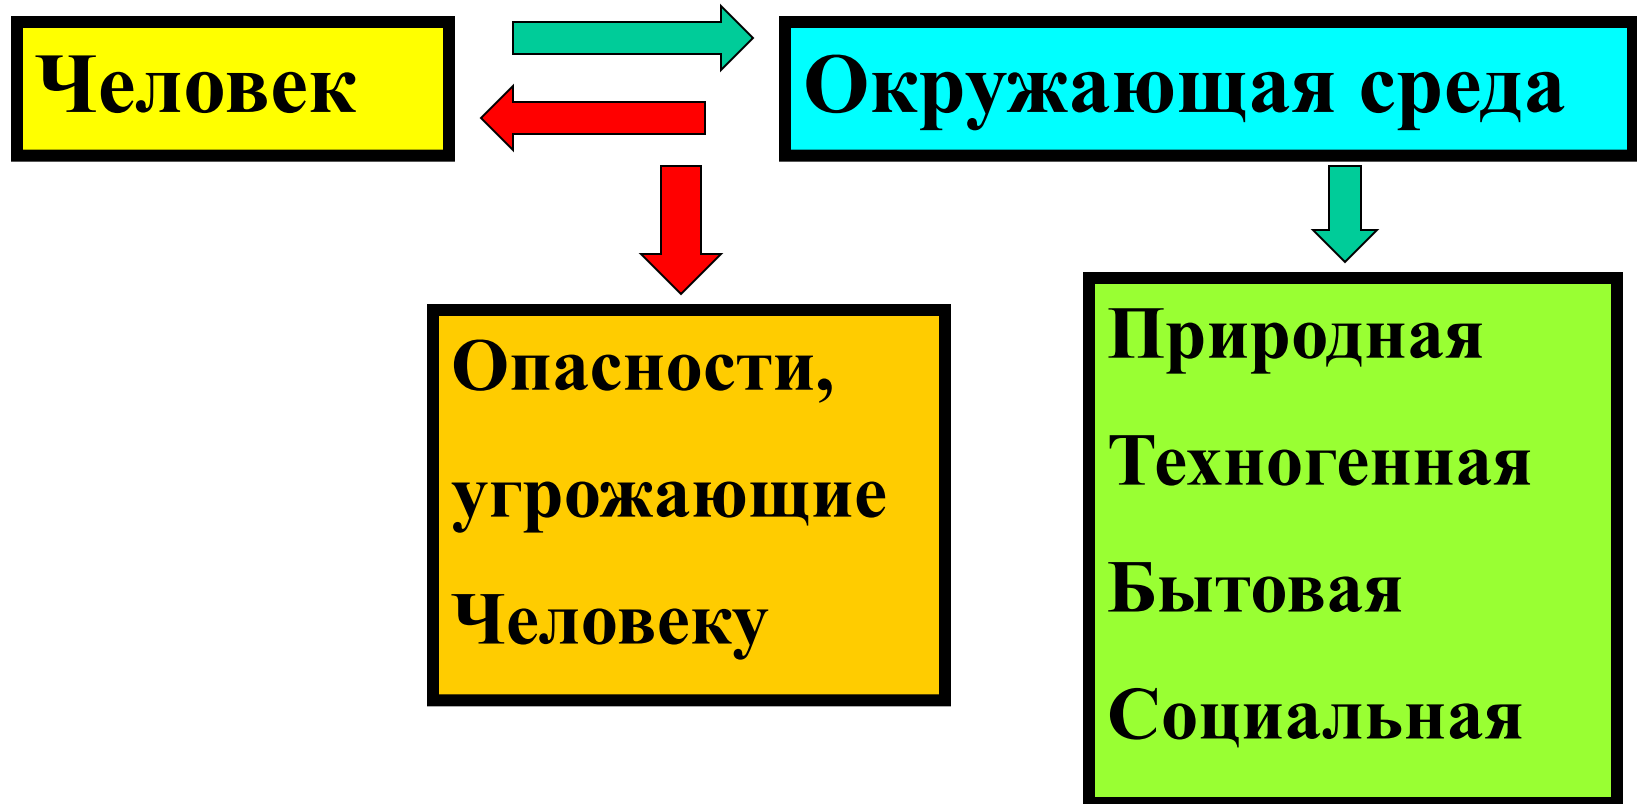 Человек
Окружающая среда
Опасности,
угрожающие
Человеку
Природная
Техногенная
Бытовая
Социальная